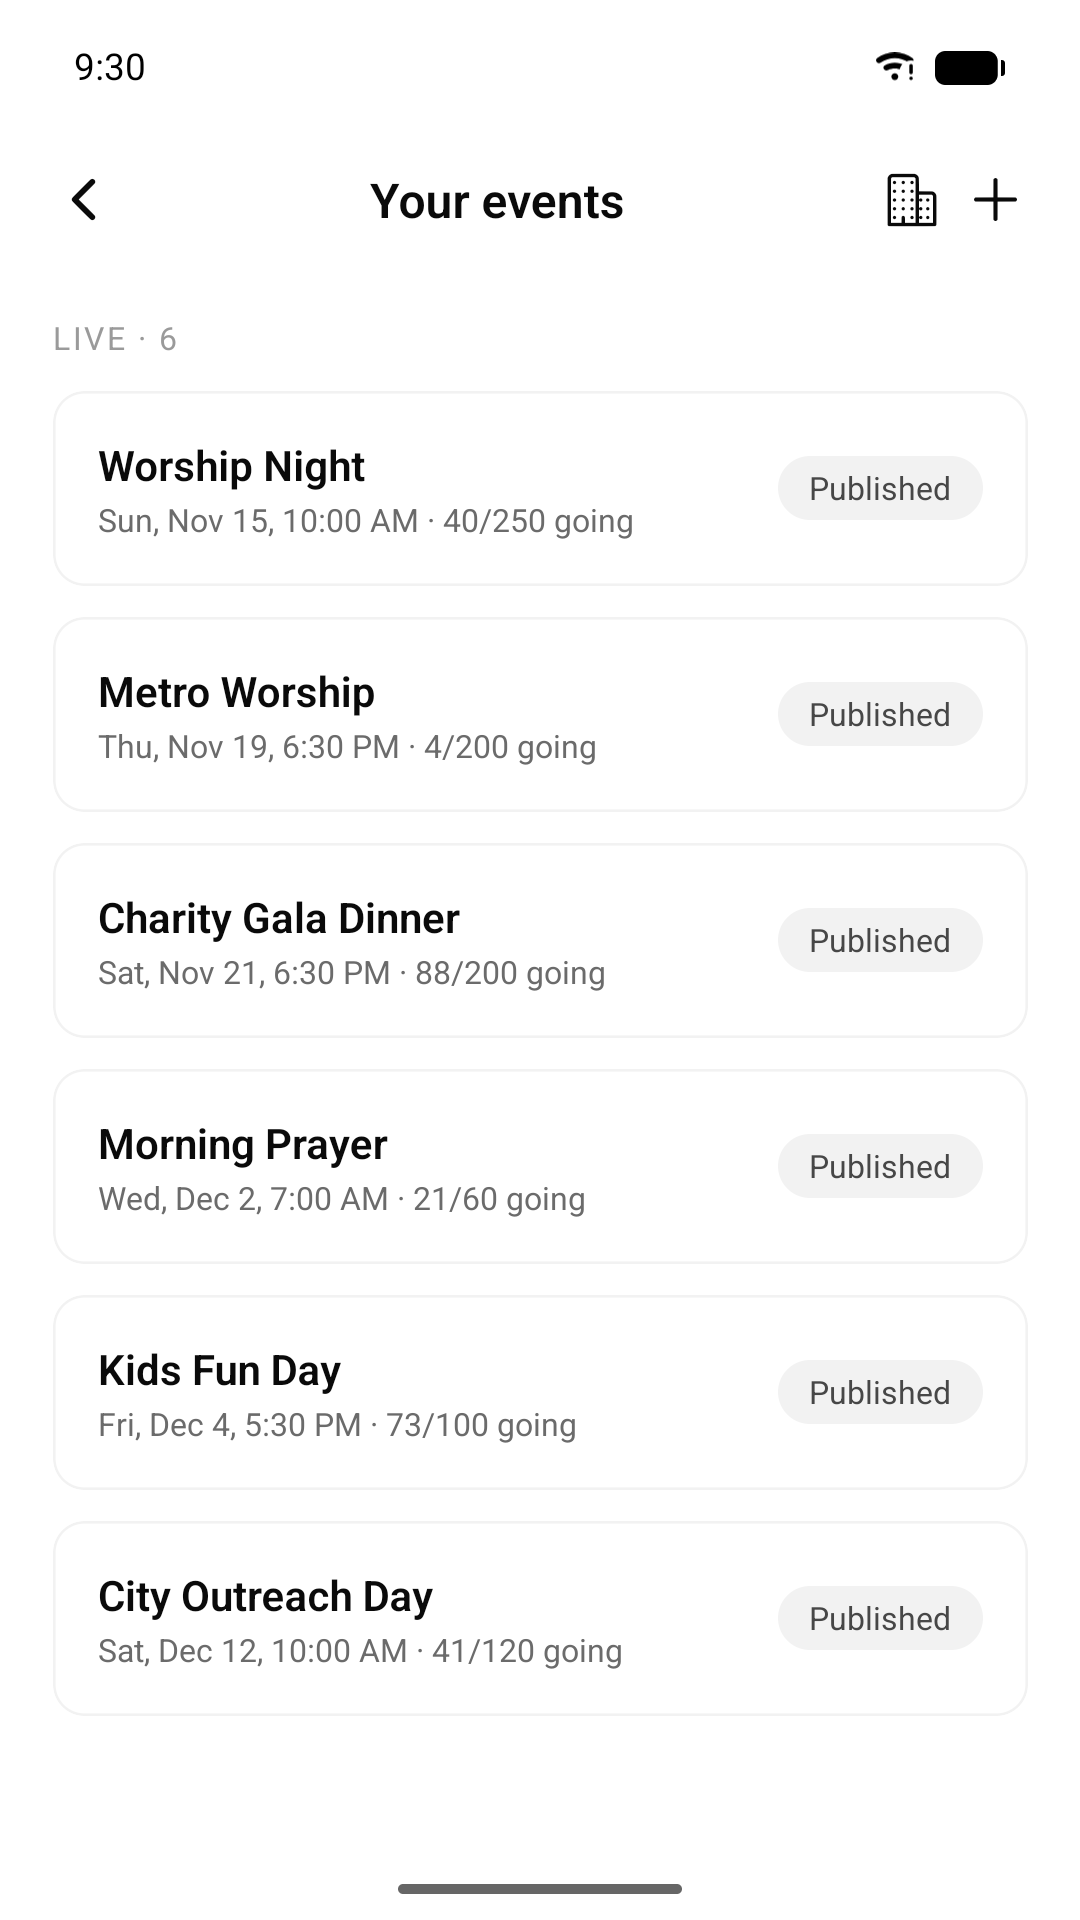 9:30
Your events
LIVE · 6
Worship Night
Sun, Nov 15, 10:00 AM · 40/250 going
Published
Metro Worship
Thu, Nov 19, 6:30 PM · 4/200 going
Published
Charity Gala Dinner
Sat, Nov 21, 6:30 PM · 88/200 going
Published
Morning Prayer
Wed, Dec 2, 7:00 AM · 21/60 going
Published
Kids Fun Day
Fri, Dec 4, 5:30 PM · 73/100 going
Published
City Outreach Day
Sat, Dec 12, 10:00 AM · 41/120 going
Published